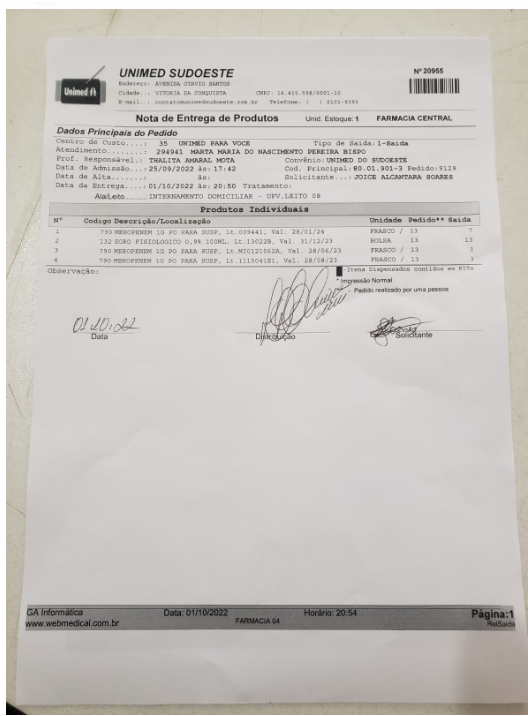 Unimed
UNIMED SUDOESTE
Nº 20955
Endereço: AVENIDA OTAVIO SANTOS
Cidade..: VITORIA DA CONQUISTA CNPJ: 16.419.598/0001-10
E-mail..: contato@unimedsudoeste.com.br Telefone: ( )
Nota de Entrega de Produtos Unid. Estoque: 1 FARMACIA CENTRAL
Dados Principais do Pedido
Centro de Custo....: 35 UNIMED PARA VOCE Tipo de Saida: 1-Saida
Atendimento........: 294941 MARTA MARIA DO NASCIMENTO PEREIRA BISPO
Prof. Responsável..: THALITA AMARAL MOTA Convênio: UNIMED DO SUDOESTE
Data de Admissão...: 25/09/2022 às: 17:42 Cod. Principal: 80.01.901-3 Pedido: 9129
Data de Alta.......: às: Solicitante...: JOICE ALCANTARA SOARES
Data da Entrega....: 01/10/2022 às: 20:50 Tratamento:
Ala/Leto.......... INTERNAMENTO DOMICILIAR - UPV.LEITO 08
Produtos Individuais
Nº Codigo Descrição/Localização Unidade Pedido** Saida
1 790 MEROPENEM 1G PO PARA SUSP, Lt.009441, Val. 28/01/24 FRASCO / 13 7
2 132 SORO FISIOLOGICO 0,9% 100ML, Lt.13022B, Val. 31/12/23 BOLSA 13 13
3 790 MEROPENEM 1G PO PARA SUSP, Lt.MI0121062A, Val. 28/06/23 FRASCO / 13 3
4 790 MEROPENEM 1G PO PARA SUSP, Lt.1115041S1, Val. 28/08/23 FRASCO / 13 3
Observação:
-Itens Dispensados contidos em KITs
* Impressão Normal
- Pedido realizado por uma pessoa
01.10.22
Data Distribuição Solicitante
GA Informática Data: 01/10/2022 Horário: 20:54 Página:1
www.webmedical.com.br FARMACIA 04 RelSaida